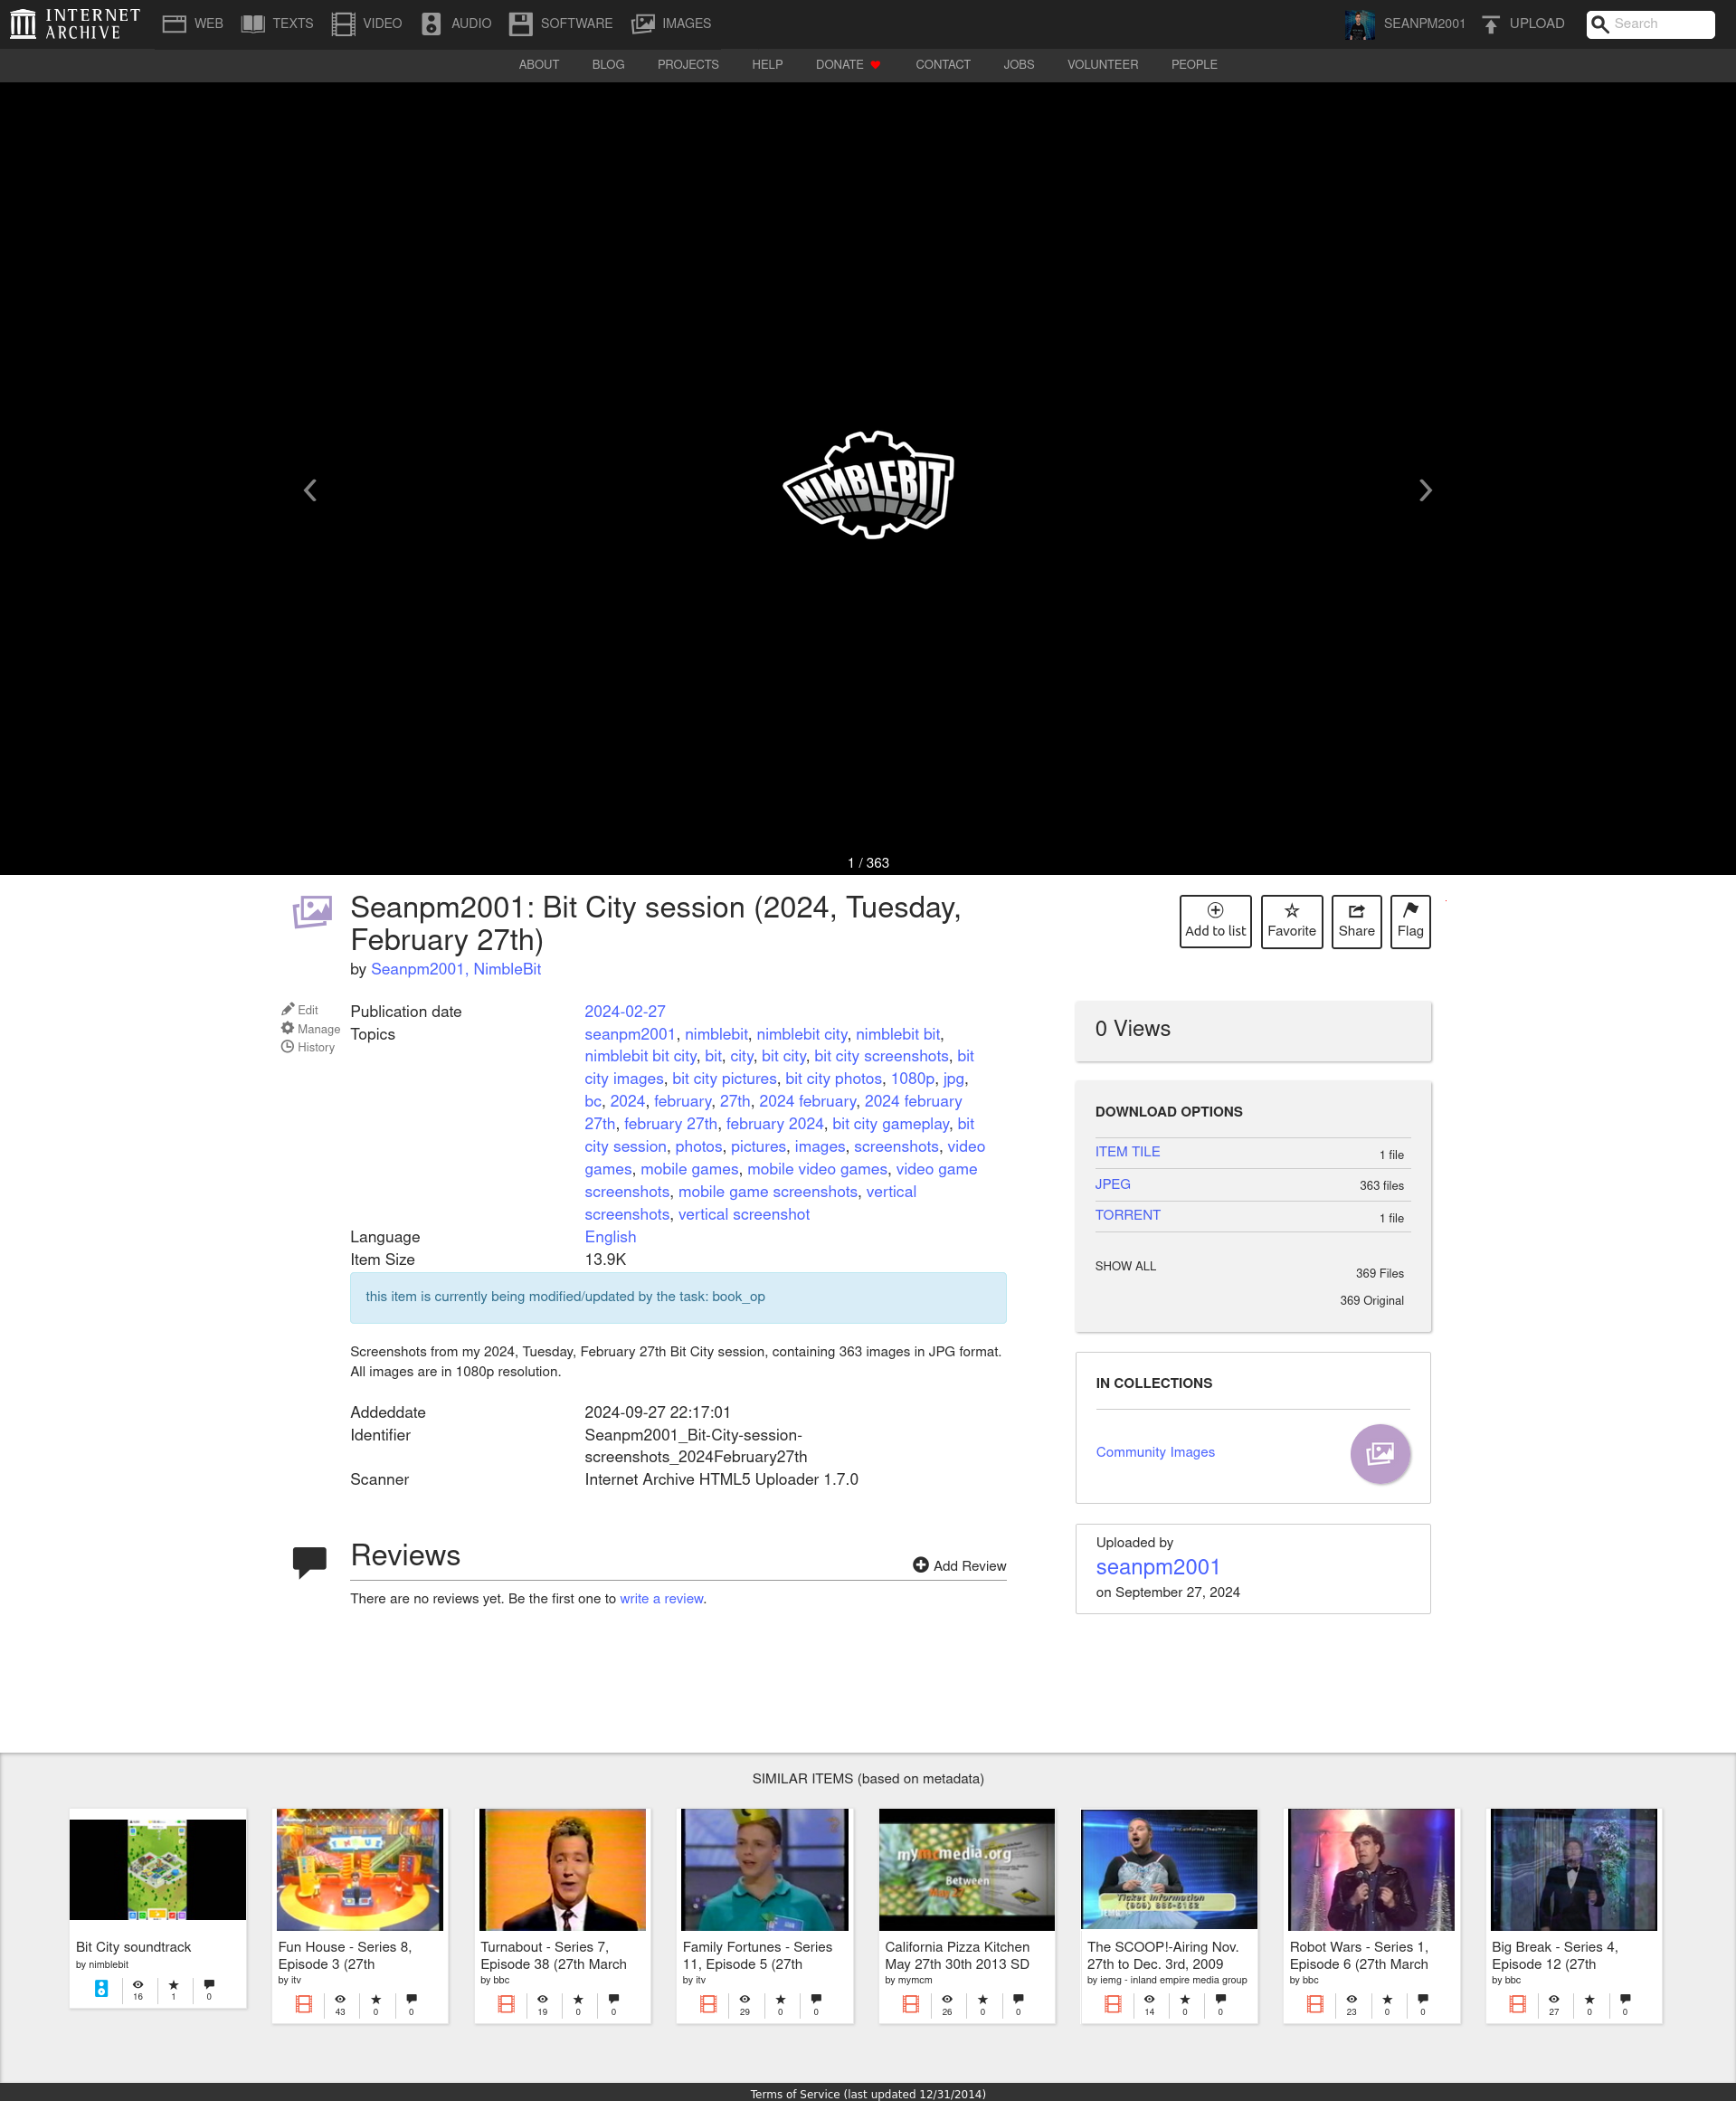 INTERNET ARCHIVE
WEB TEXTS VIDEO AUDIO SOFTWARE IMAGES SEANPM2001 UPLOAD Search
ABOUT BLOG PROJECTS HELP DONATE CONTACT JOBS VOLUNTEER PEOPLE
NIMBLEBIT
1 / 363
Seanpm2001: Bit City session (2024, Tuesday,
February 27th)
by Seanpm2001, NimbleBit
Add to list Favorite Share Flag
Edit
Manage
History
Publication date 2024-02-27
Topics seanpm2001, nimblebit, nimblebit city, nimblebit bit,
nimblebit bit city, bit, city, bit city, bit city screenshots, bit
city images, bit city pictures, bit city photos, 1080p, jpg,
bc, 2024, february, 27th, 2024 february, 2024 february
27th, february 27th, february 2024, bit city gameplay, bit
city session, photos, pictures, images, screenshots, video
games, mobile games, mobile video games, video game
screenshots, mobile game screenshots, vertical
screenshots, vertical screenshot
Language English
Item Size 13.9K
this item is currently being modified/updated by the task: book_op
Screenshots from my 2024, Tuesday, February 27th Bit City session, containing 363 images in JPG format.
All images are in 1080p resolution.
Addeddate 2024-09-27 22:17:01
Identifier Seanpm2001_Bit-City-session-
screenshots_2024February27th
Scanner Internet Archive HTML5 Uploader 1.7.0
Reviews
Add Review
There are no reviews yet. Be the first one to write a review.
0 Views
DOWNLOAD OPTIONS
ITEM TILE 1 file
JPEG 363 files
TORRENT 1 file
SHOW ALL 369 Files
369 Original
IN COLLECTIONS
Community Images
Uploaded by
seanpm2001
on September 27, 2024
SIMILAR ITEMS (based on metadata)
Bit City soundtrack
by nimblebit
16 1 0
FUN HOUSE
Fun House - Series 8,
Episode 3 (27th
by itv
43 0 0
Turnabout - Series 7,
Episode 38 (27th March
by bbc
19 0 0
Family Fortunes - Series
11, Episode 5 (27th
by itv
29 0 0
mymcmedia.org
Between
May 27
California Pizza Kitchen
May 27th 30th 2013 SD
by mymcm
26 0 0
Ticket Information
The SCOOP!-Airing Nov.
27th to Dec. 3rd, 2009
by iemg - inland empire media group
14 0 0
Robot Wars - Series 1,
Episode 6 (27th March
by bbc
23 0 0
Big Break - Series 4,
Episode 12 (27th
by bbc
27 0 0
Terms of Service (last updated 12/31/2014)